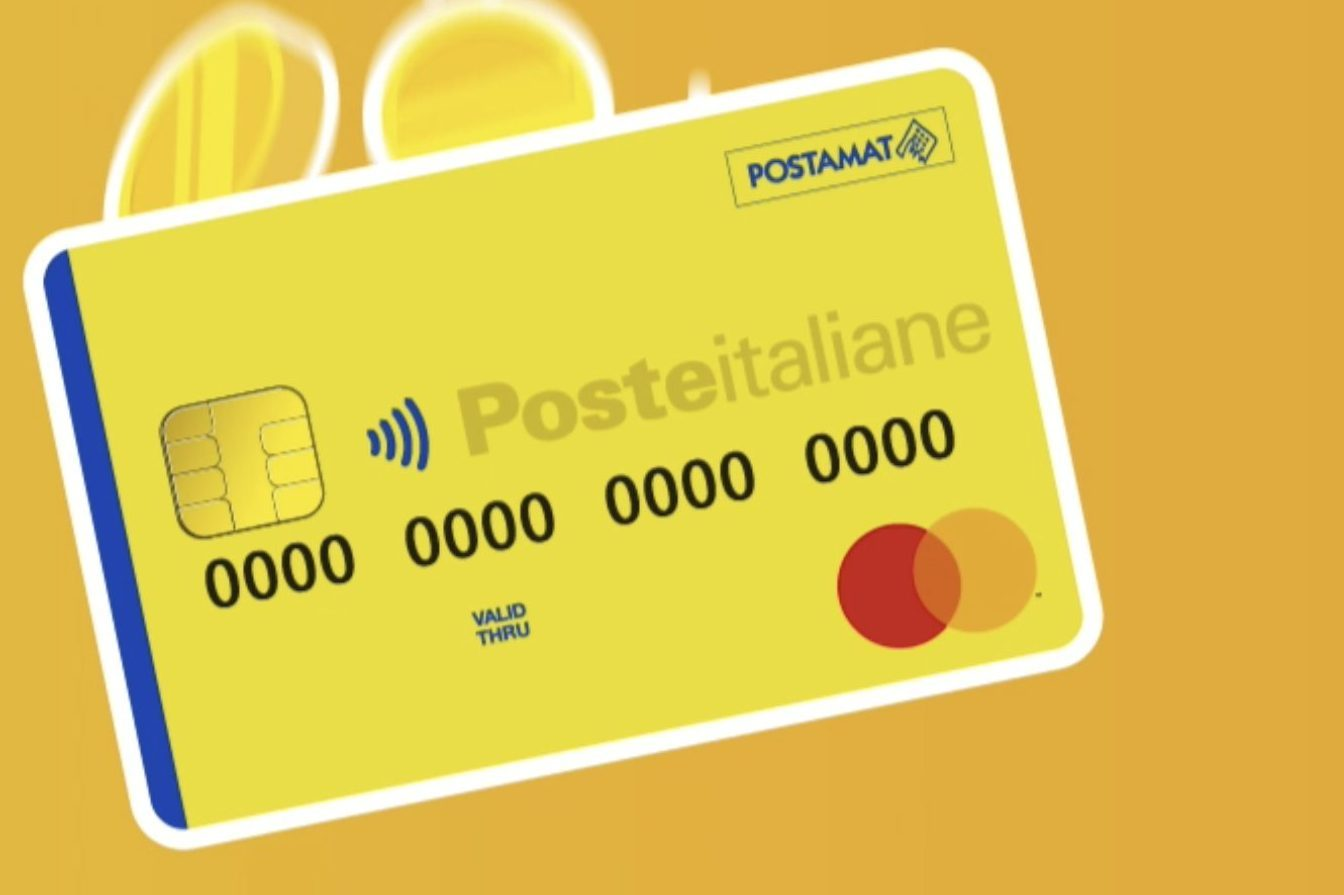 POSTAMAT
Posteitaliane
0000 0000 0000 0000
VALID
THRU